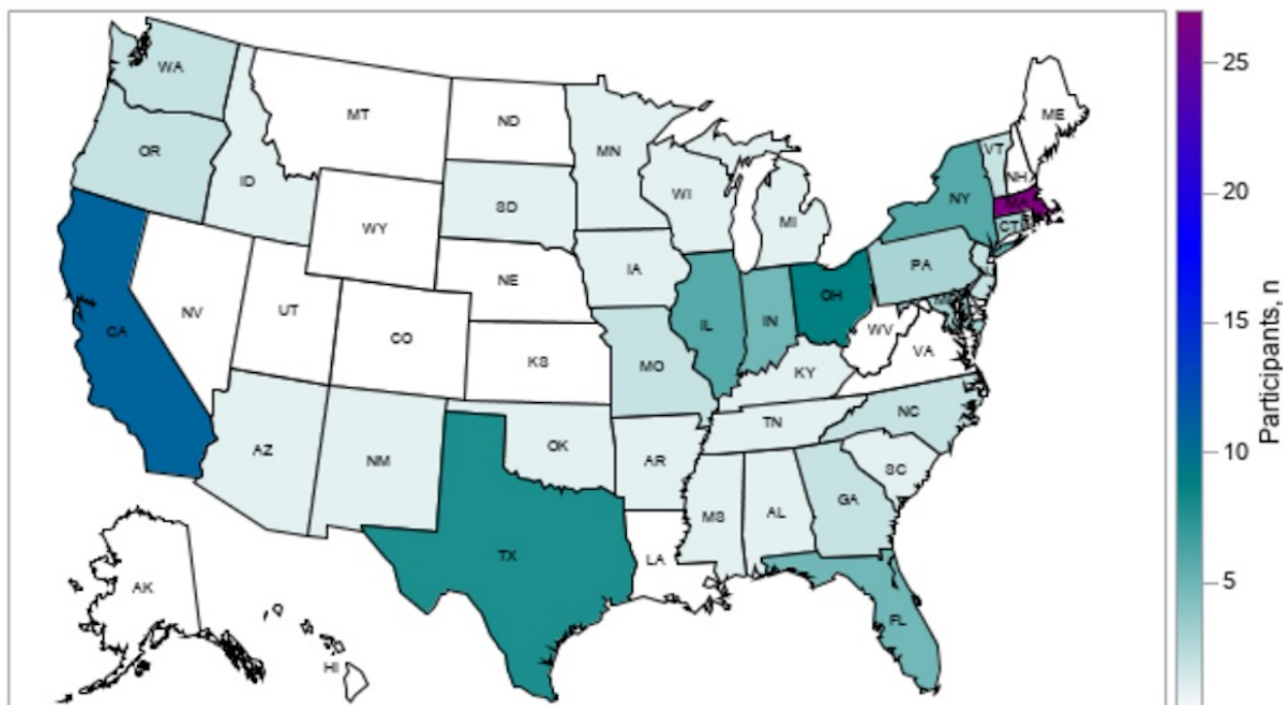 WA
MT
ND
ME
OR
ID
MN
VT
NH
WI
NY
MA
SD
MI
CT
WY
IA
PA
NE
NV
UT
IL
IN
OH
CA
CO
WV
VA
KS
MO
KY
NC
TN
AZ
NM
OK
AR
SC
MS
AL
GA
TX
LA
AK
FL
HI
25
20
15
10
5
Participants, n